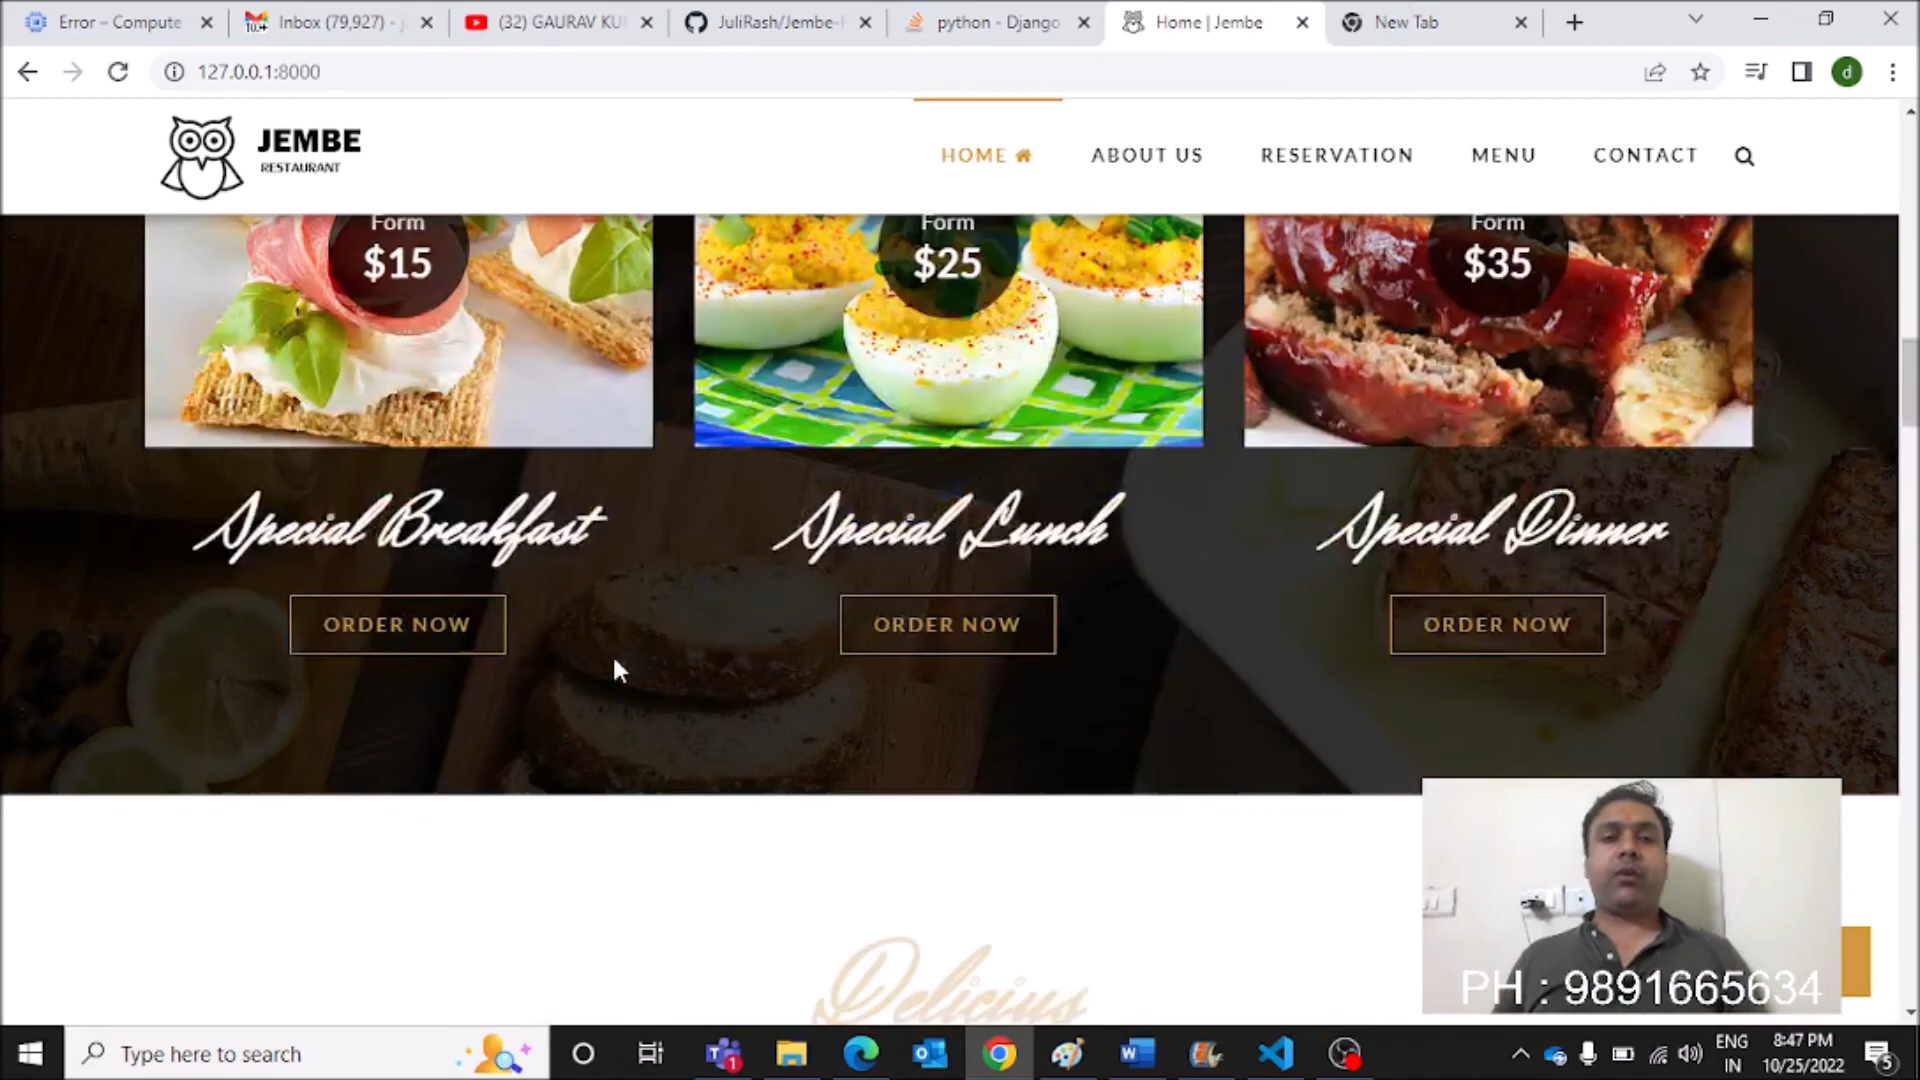 Error – Compute
Inbox (79,927) -
(32) GAURAV KU
JuliRash/Jembe-
python - Django
Home | Jembe
New Tab
127.0.0.1:8000
d
JEMBE
RESTAURANT
HOME
ABOUT US
RESERVATION
MENU
CONTACT
Form
$15
Form
$25
Form
$35
Special Breakfast
Special Lunch
Special Dinner
ORDER NOW
ORDER NOW
ORDER NOW
Delicius
PH : 9891665634
Type here to search
1
ENG
IN
8:47 PM
10/25/2022
5